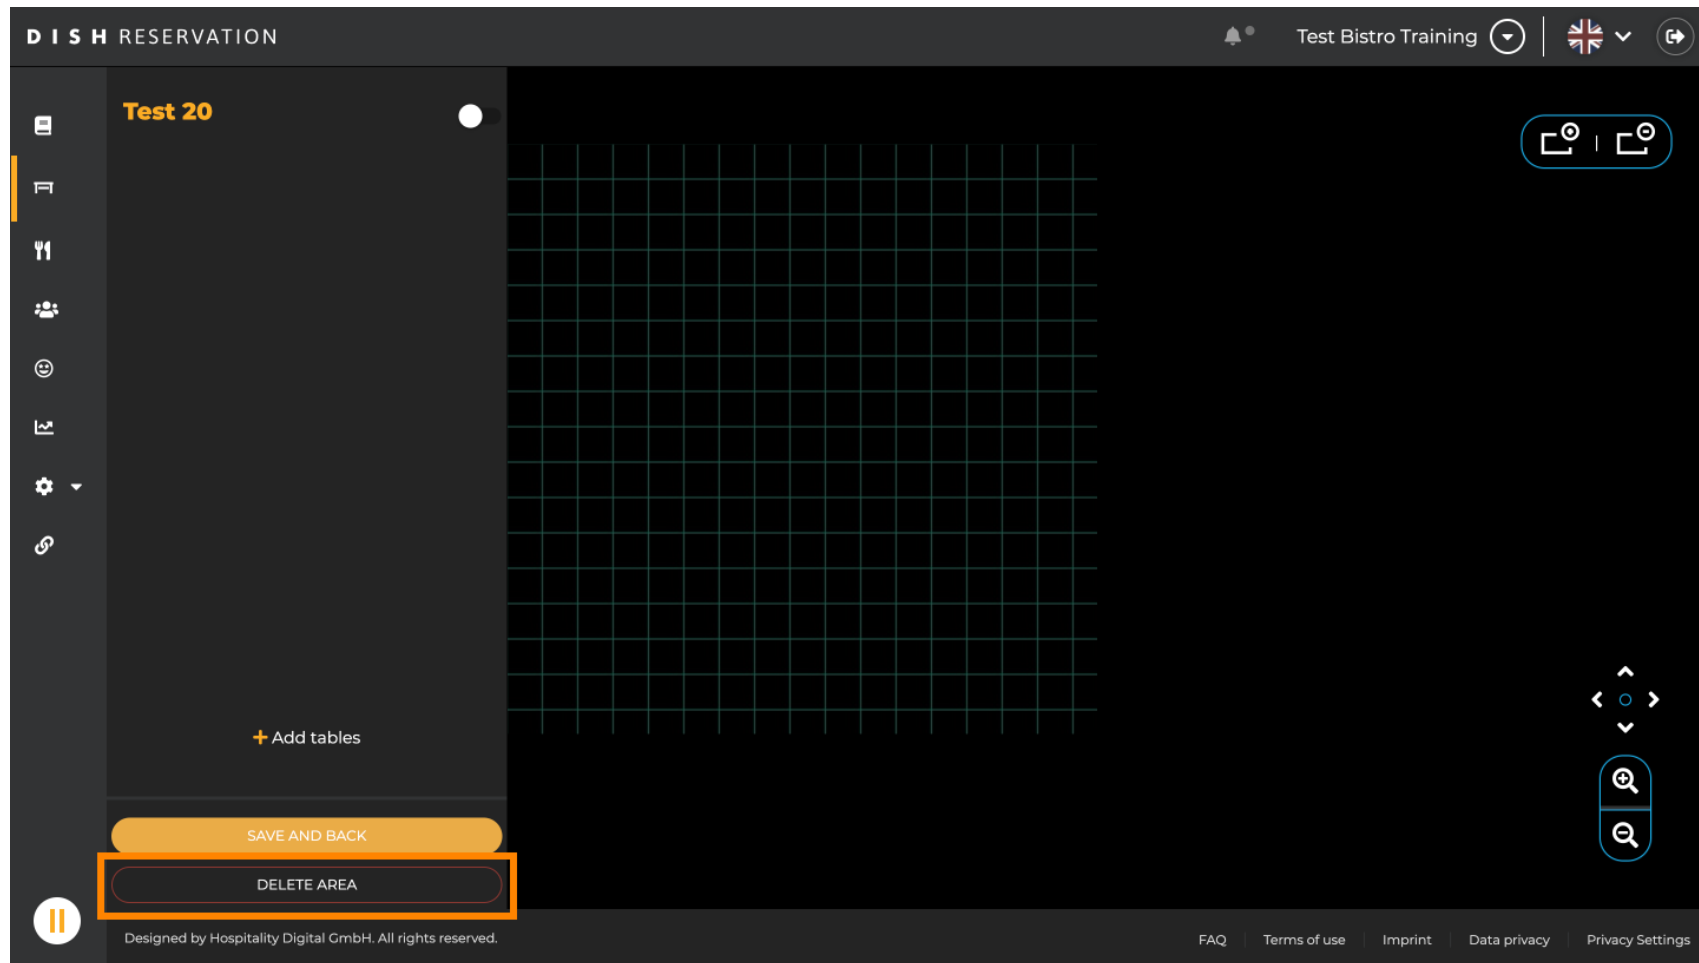 DISH RESERVATION
Test Bistro Training
Test 20
Add tables
SAVE AND BACK
DELETE AREA
Designed by Hospitality Digital GmbH. All rights reserved.
FAQ
Terms of use
Imprint
Data privacy
Privacy Settings